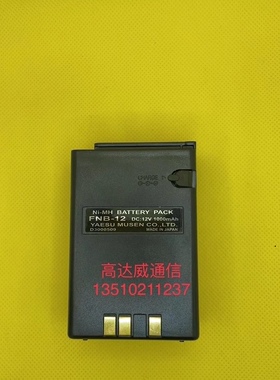 CHARGE
Ni-MH BATTERY PACK
FNB-12 DC.12V 1000mAh
YAESU MUSEN CO.,LTD.
MADE IN JAPAN
高达威通信
13510211237